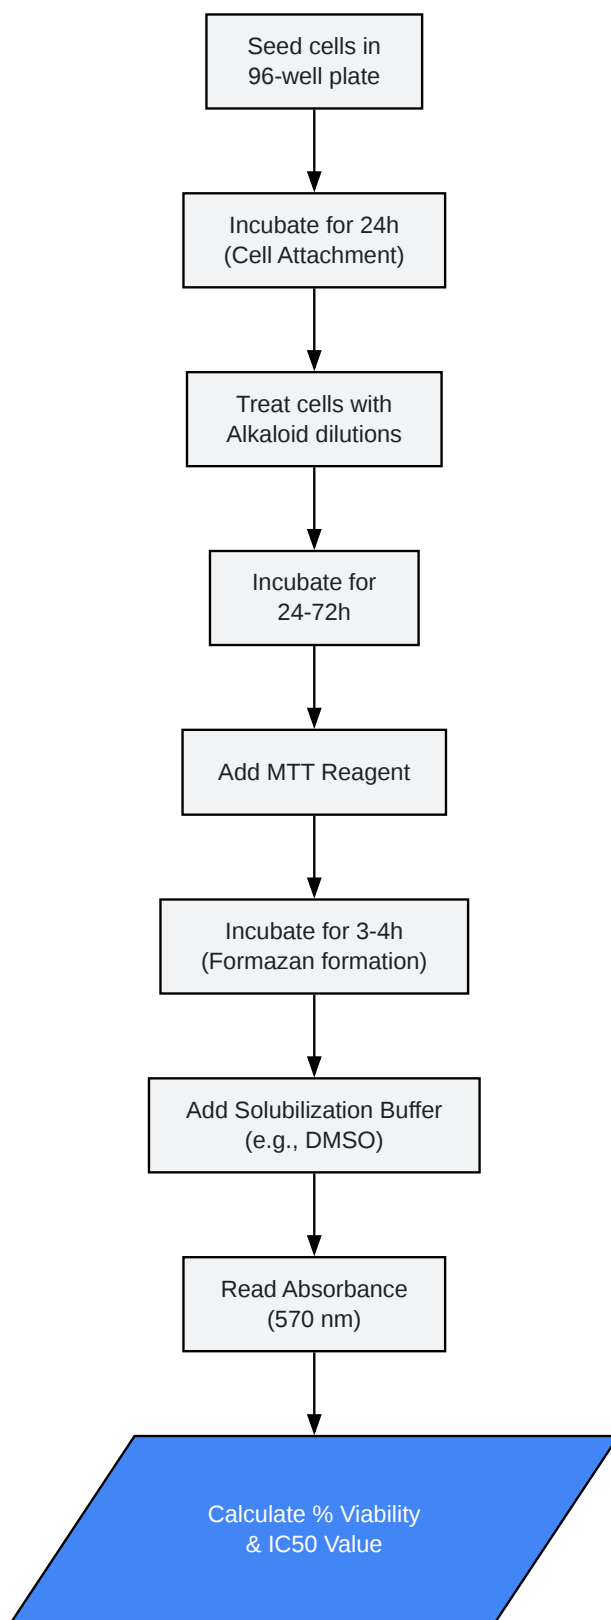 Seed cells in
96-well plate
Incubate for 24h
(Cell Attachment)
Treat cells with
Alkaloid dilutions
Incubate for
24-72h
Add MTT Reagent
Incubate for 3-4h
(Formazan formation)
Add Solubilization Buffer
(e.g., DMSO)
Read Absorbance
(570 nm)
Calculate % Viability
& IC50 Value